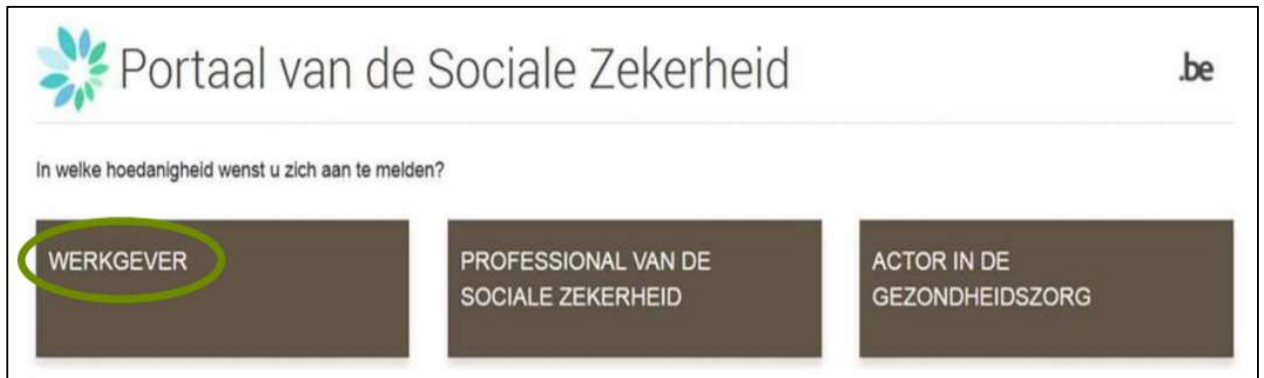 Portaal van de Sociale Zekerheid
.be
In welke hoedanigheid wenst u zich aan te melden?
WERKGEVER
PROFESSIONAL VAN DE
SOCIALE ZEKERHEID
ACTOR IN DE
GEZONDHEIDSZORG